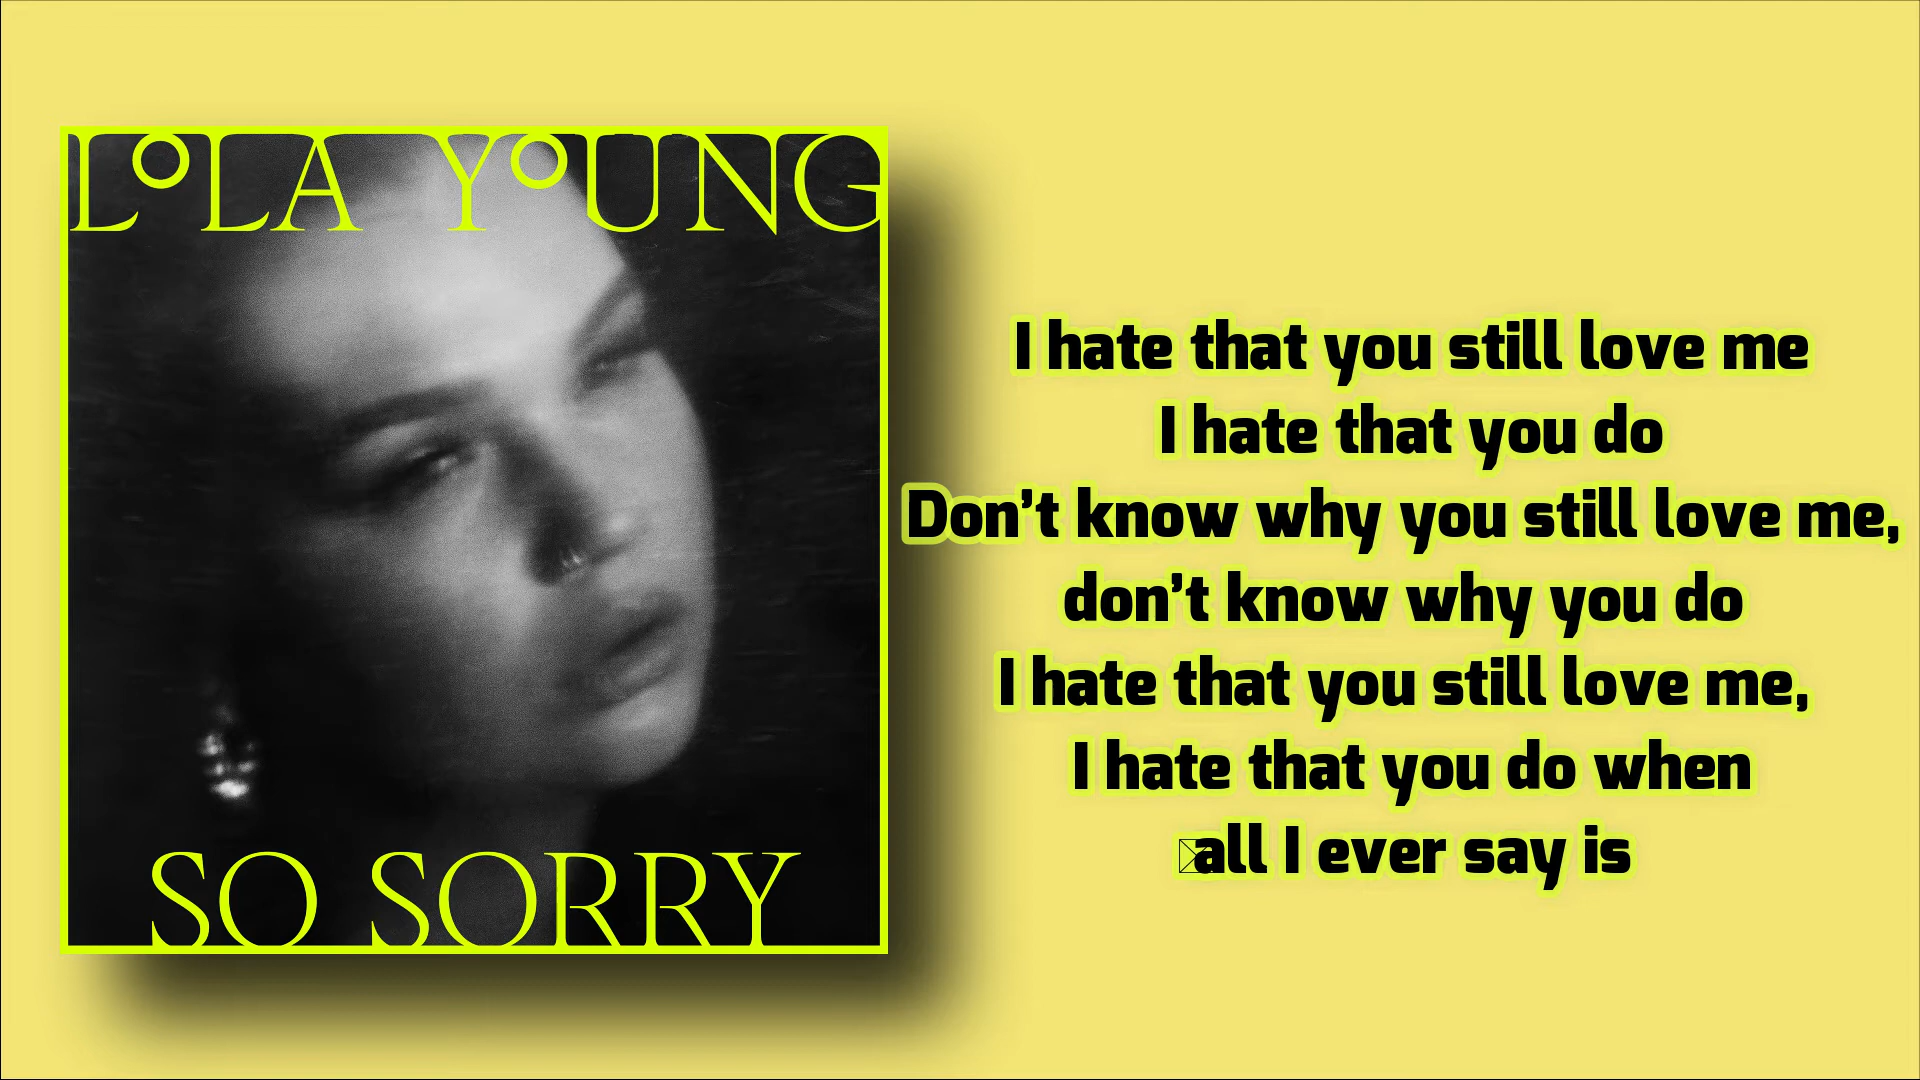 LOLA YOUNG
SO SORRY
I hate that you still love me
I hate that you do
Don't know why you still love me,
don't know why you do
I hate that you still love me,
I hate that you do when
all I ever say is